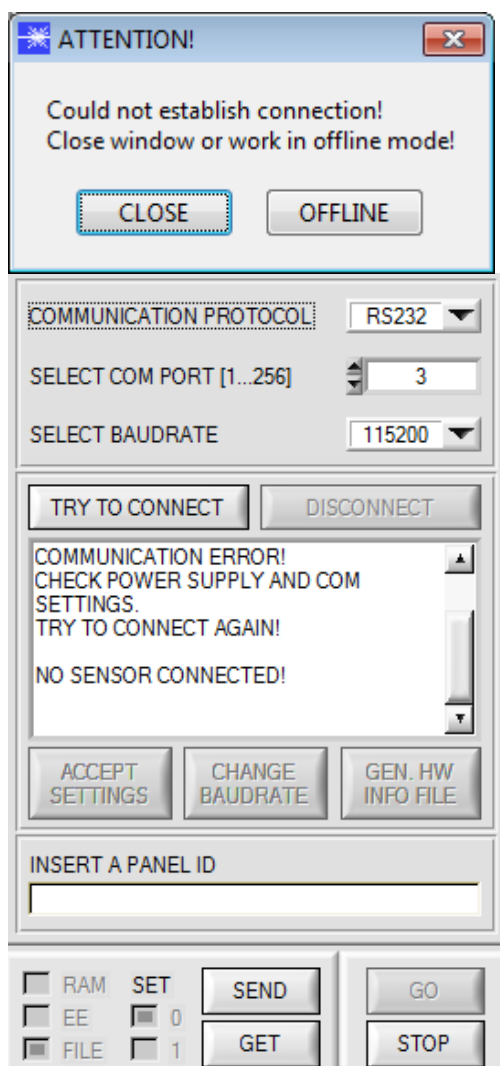 ATTENTION!
Could not establish connection!
Close window or work in offline mode!
CLOSE OFFLINE
COMMUNICATION PROTOCOL RS232
SELECT COM PORT [1...256] 3
SELECT BAUDRATE 115200
TRY TO CONNECT DISCONNECT
COMMUNICATION ERROR!
CHECK POWER SUPPLY AND COM
SETTINGS.
TRY TO CONNECT AGAIN!
NO SENSOR CONNECTED!
ACCEPT CHANGE GEN. HW
SETTINGS BAUDRATE INFO FILE
INSERT A PANEL ID
RAM SET SEND GO
EE 0
FILE 1 GET STOP